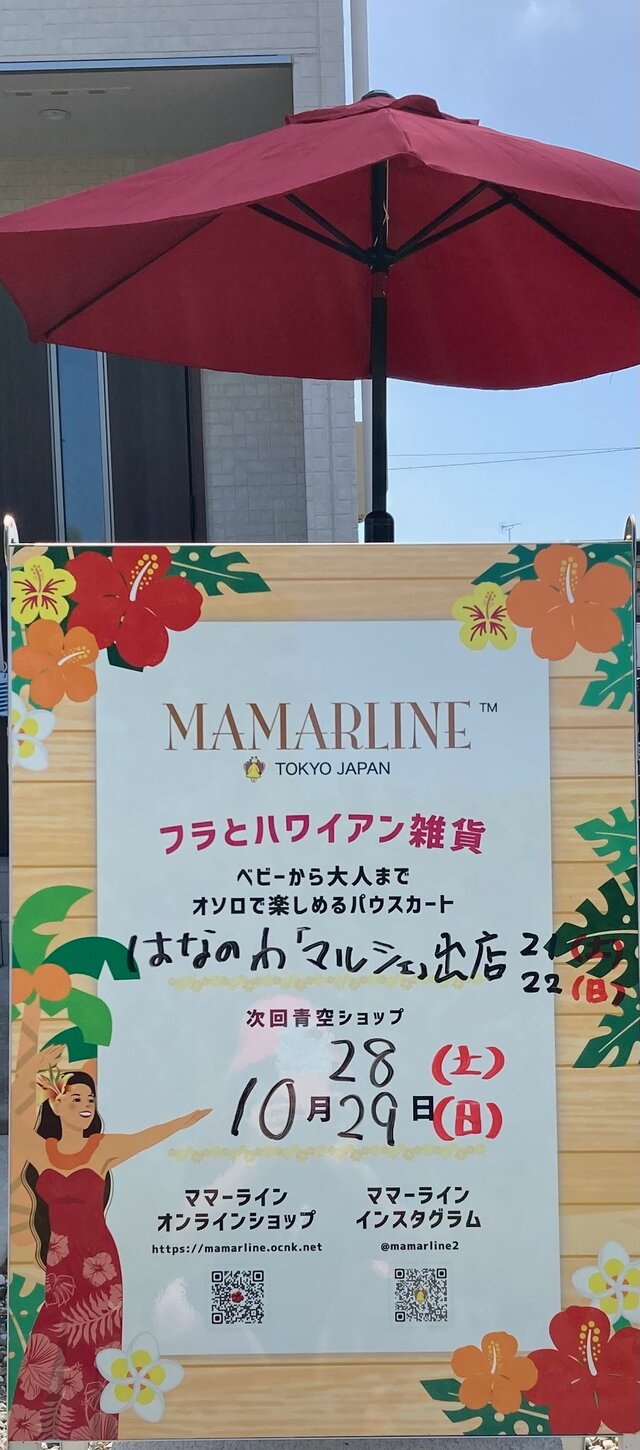 MAMARLINE™
TOKYO JAPAN
フラとハワイアン雑貨
ベビーから大人まで
オソロで楽しめるパウスカート
はなのわ「マルシェ」出店 21(土)
22(日)
次回青空ショップ
28(土)
10月29日(日)
ママーライン
オンラインショップ
https://mamarline.ocnk.net
ママーライン
インスタグラム
@mamarline2